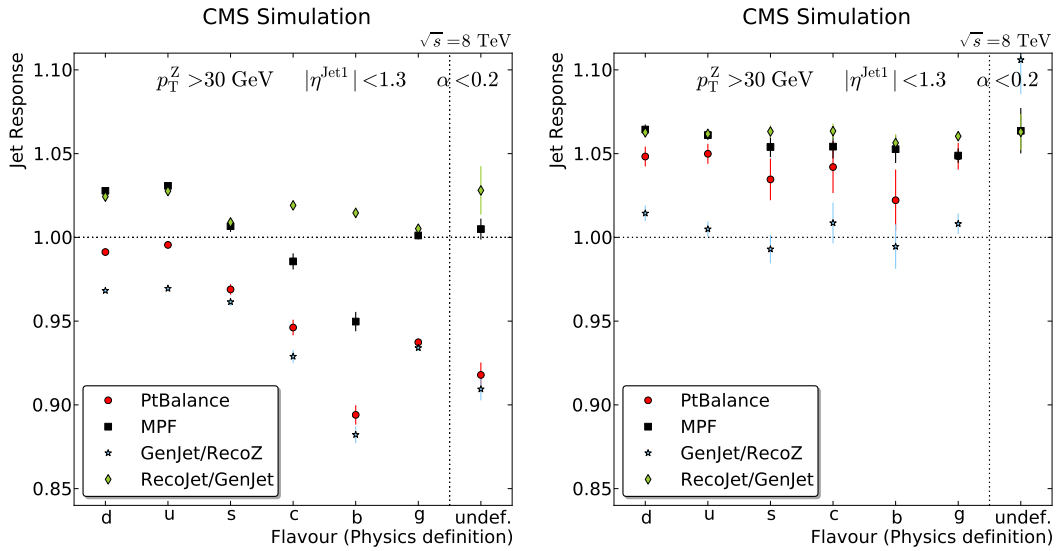 CMS Simulation
√s =8 TeV
p_T^Z >30 GeV |η^Jet1| <1.3 α <0.2
Jet Response
1.10
1.05
1.00
0.95
0.90
0.85
PtBalance
MPF
GenJet/RecoZ
RecoJet/GenJet
d u s c b g undef.
Flavour (Physics definition)
CMS Simulation
√s =8 TeV
p_T^Z >30 GeV |η^Jet1| <1.3 α <0.2
Jet Response
1.10
1.05
1.00
0.95
0.90
0.85
PtBalance
MPF
GenJet/RecoZ
RecoJet/GenJet
d u s c b g undef.
Flavour (Physics definition)